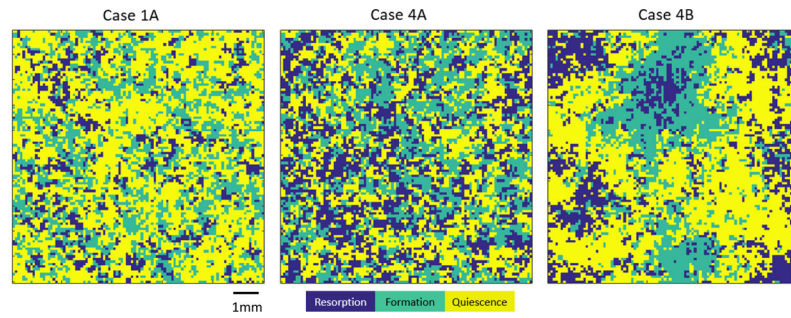 Case 1A
Case 4A
Case 4B
1mm
Resorption Formation Quiescence